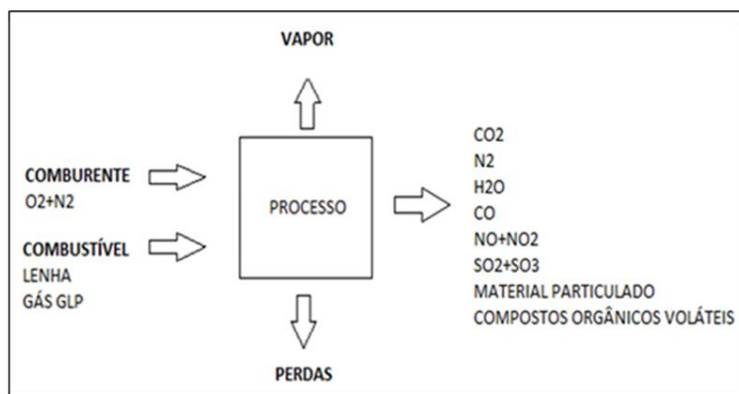 VAPOR
COMBURENTE
O2+N2
COMBUSTÍVEL
LENHA
GÁS GLP
PROCESSO
CO2
N2
H2O
CO
NO+NO2
SO2+SO3
MATERIAL PARTICULADO
COMPOSTOS ORGÂNICOS VOLÁTEIS
PERDAS